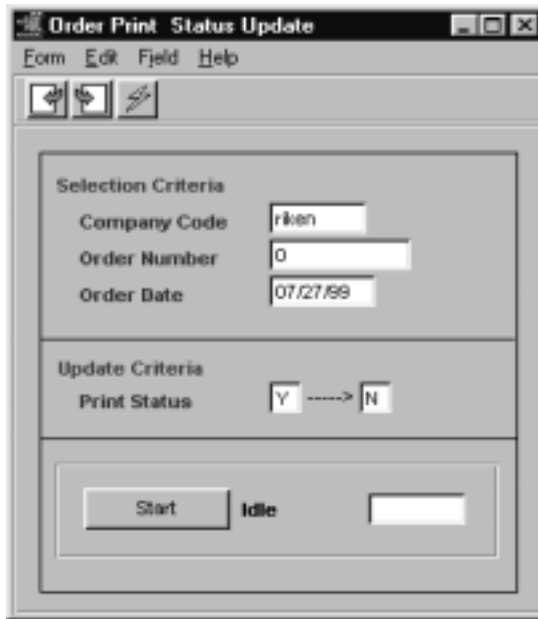 Order Print Status Update
Form Edit Field Help
Selection Criteria
Company Code riken
Order Number 0
Order Date 07/27/99
Update Criteria
Print Status Y -----> N
Start Idle